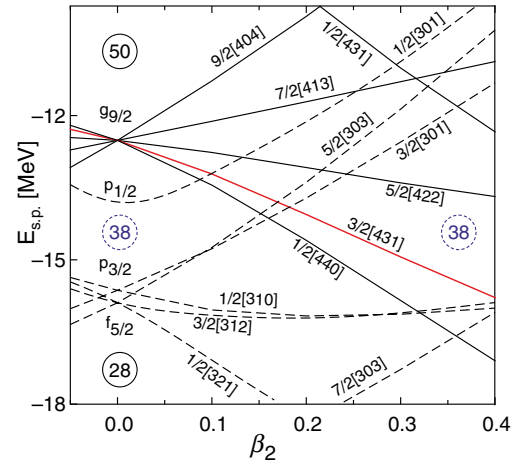 50
9/2[404]
1/2[431]
1/2[301]
7/2[413]
g9/2
5/2[303]
3/2[301]
-12
p1/2
5/2[422]
Es.p. [MeV]
38
3/2[431]
38
1/2[440]
-15
p3/2
1/2[310]
3/2[312]
f5/2
28
1/2[321]
7/2[303]
-18
0.0 0.1 0.2 0.3 0.4
β2